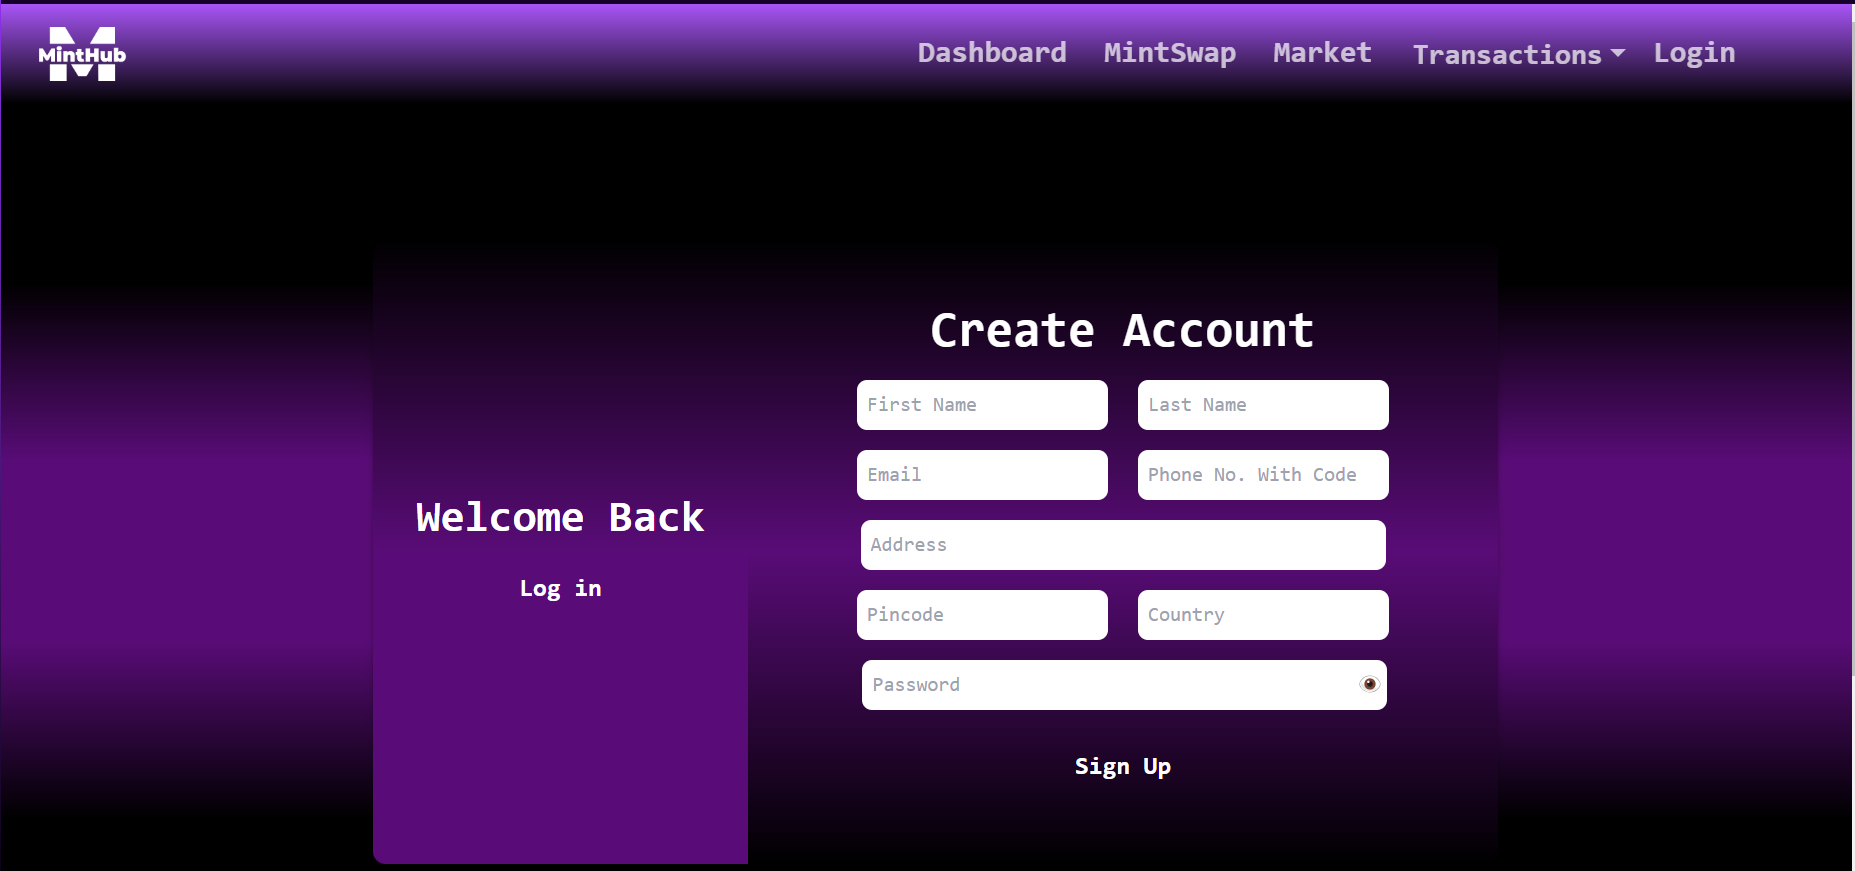 MintHub
Dashboard MintSwap Market Transactions Login
Create Account
First Name Last Name
Email Phone No. With Code
Welcome Back
Address
Log in
Pincode Country
Password
Sign Up